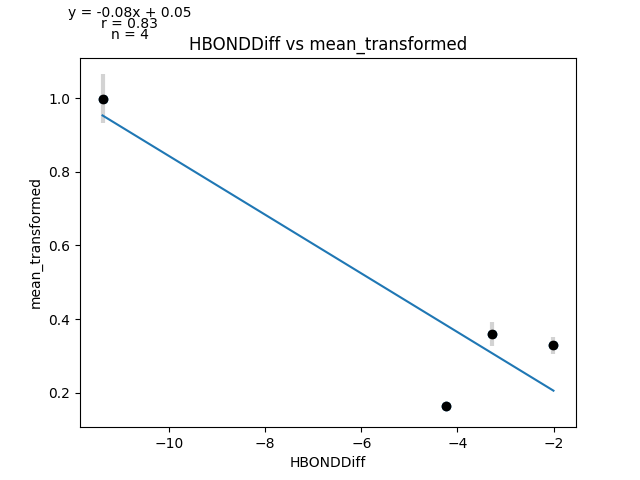 y = -0.08x + 0.05
r = 0.83
n = 4
HBONDDiff vs mean_transformed
1.0
0.8
0.6
0.4
0.2
mean_transformed
−10
−8
−6
−4
−2
HBONDDiff